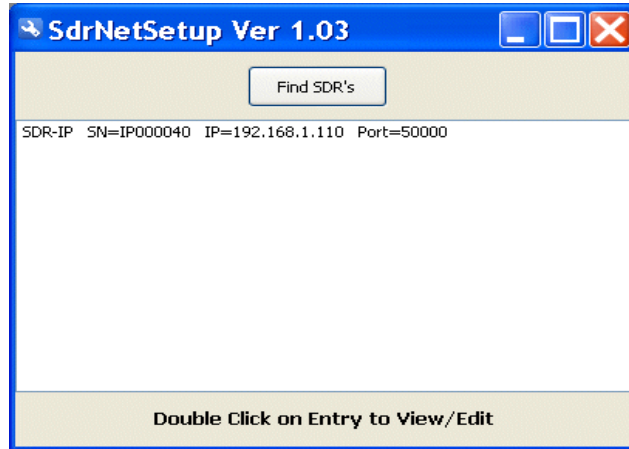 SdrNetSetup Ver 1.03
Find SDR's
SDR-IP SN=IP000040 IP=192.168.1.110 Port=50000
Double Click on Entry to View/Edit